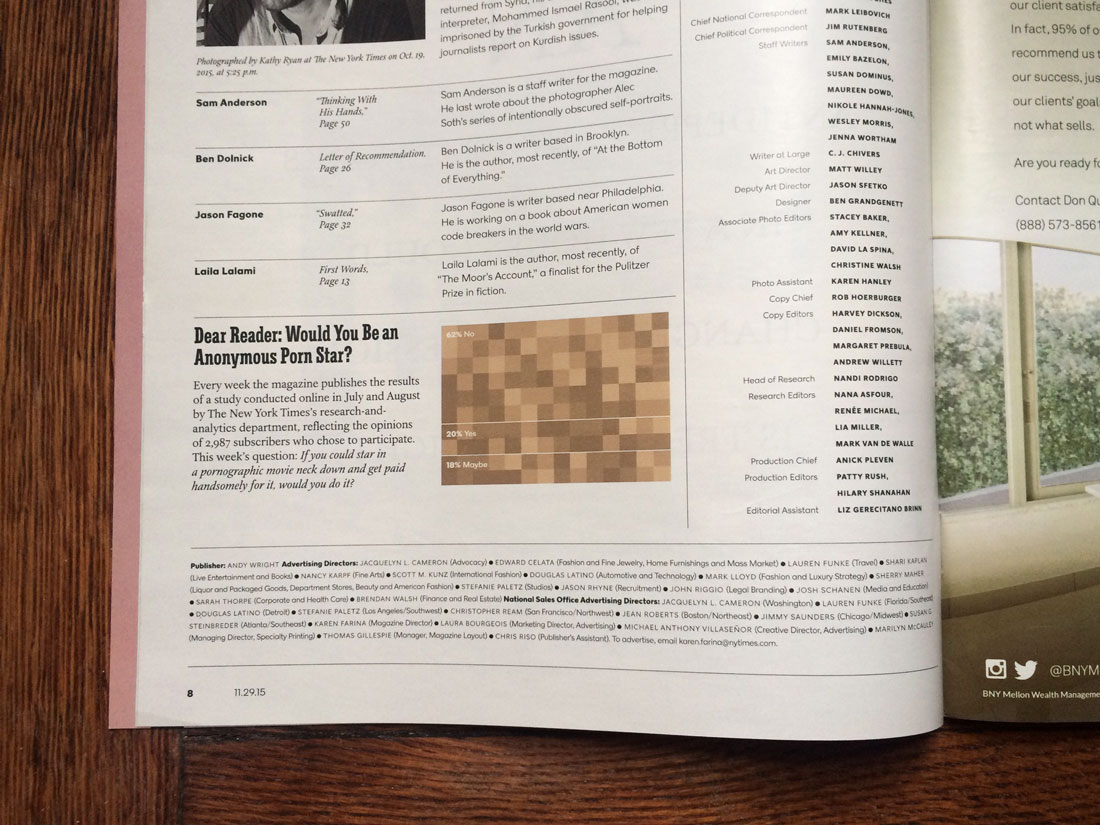 returned from Syria, his
interpreter, Mohammed Ismael Rasool, was
imprisoned by the Turkish government for helping
journalists report on Kurdish issues.
Photographed by Kathy Ryan at The New York Times on Oct. 19,
2015, at 5:25 p.m.
Sam Anderson
“Thinking With
His Hands,”
Page 50
Sam Anderson is a staff writer for the magazine.
He last wrote about the photographer Alec
Soth’s series of intentionally obscured self-portraits.
Ben Dolnick
Letter of Recommendation,
Page 26
Ben Dolnick is a writer based in Brooklyn.
He is the author, most recently, of “At the Bottom
of Everything.”
Jason Fagone
“Swatted,”
Page 32
Jason Fagone is writer based near Philadelphia.
He is working on a book about American women
code breakers in the world wars.
Laila Lalami
First Words,
Page 13
Laila Lalami is the author, most recently, of
“The Moor’s Account,” a finalist for the Pulitzer
Prize in fiction.
Dear Reader: Would You Be an
Anonymous Porn Star?
Every week the magazine publishes the results
of a study conducted online in July and August
by The New York Times’s research-and-
analytics department, reflecting the opinions
of 2,987 subscribers who chose to participate.
This week’s question: If you could star in
a pornographic movie neck down and get paid
handsomely for it, would you do it?
62% No
20% Yes
18% Maybe
Chief National Correspondent MARK LEIBOVICH
Chief Political Correspondent JIM RUTENBERG
Staff Writers SAM ANDERSON,
EMILY BAZELON,
SUSAN DOMINUS,
MAUREEN DOWD,
NIKOLE HANNAH-JONES,
WESLEY MORRIS,
JENNA WORTHAM
Writer at Large C. J. CHIVERS
Art Director MATT WILLEY
Deputy Art Director JASON SFETKO
Designer BEN GRANDGENETT
Associate Photo Editors STACEY BAKER,
AMY KELLNER,
DAVID LA SPINA,
CHRISTINE WALSH
Photo Assistant KAREN HANLEY
Copy Chief ROB HOERBURGER
Copy Editors HARVEY DICKSON,
DANIEL FROMSON,
MARGARET PREBULA,
ANDREW WILLETT
Head of Research NANDI RODRIGO
Research Editors NANA ASFOUR,
RENÉE MICHAEL,
LIA MILLER,
MARK VAN DE WALLE
Production Chief ANICK PLEVEN
Production Editors PATTY RUSH,
HILARY SHANAHAN
Editorial Assistant LIZ GERECITANO BRINN
Publisher: ANDY WRIGHT Advertising Directors: JACQUELYN L. CAMERON (Advocacy) ● EDWARD CELATA (Fashion and Fine Jewelry, Home Furnishings and Mass Market) ● LAUREN FUNKE (Travel) ● SHARI KAPLAN
(Live Entertainment and Books) ● NANCY KARPF (Fine Arts) ● SCOTT M. KUNZ (International Fashion) ● DOUGLAS LATINO (Automotive and Technology) ● MARK LLOYD (Fashion and Luxury Strategy) ● SHERRY MAHER
(Liquor and Packaged Goods, Department Stores, Beauty and American Fashion) ● STEFANIE PALETZ (Studios) ● JASON RHYNE (Recruitment) ● JOHN RIGGIO (Legal Branding) ● JOSH SCHANEN (Media and Education)
● SARAH THORPE (Corporate and Health Care) ● BRENDAN WALSH (Finance and Real Estate) National Sales Office Advertising Directors: JACQUELYN L. CAMERON (Washington) ● LAUREN FUNKE (Florida/Southeast)
● DOUGLAS LATINO (Detroit) ● STEFANIE PALETZ (Los Angeles/Southwest) ● CHRISTOPHER REAM (San Francisco/Northwest) ● JEAN ROBERTS (Boston/Northeast) ● JIMMY SAUNDERS (Chicago/Midwest) ● SUSAN G.
STEINBREDER (Atlanta/Southeast) ● KAREN FARINA (Magazine Director) ● LAURA BOURGEOIS (Marketing Director, Advertising) ● MICHAEL ANTHONY VILLASEÑOR (Creative Director, Advertising) ● MARILYN McCAULEY
(Managing Director, Specialty Printing) ● THOMAS GILLESPIE (Manager, Magazine Layout) ● CHRIS RISO (Publisher’s Assistant). To advertise, email karen.farina@nytimes.com.
8 11.29.15
our client satisfa
In fact, 95% of o
recommend us t
our success, jus
our clients’ goal
not what sells.
Are you ready fo
Contact Don Qu
(888) 573-8561
@BNYM
BNY Mellon Wealth Manageme